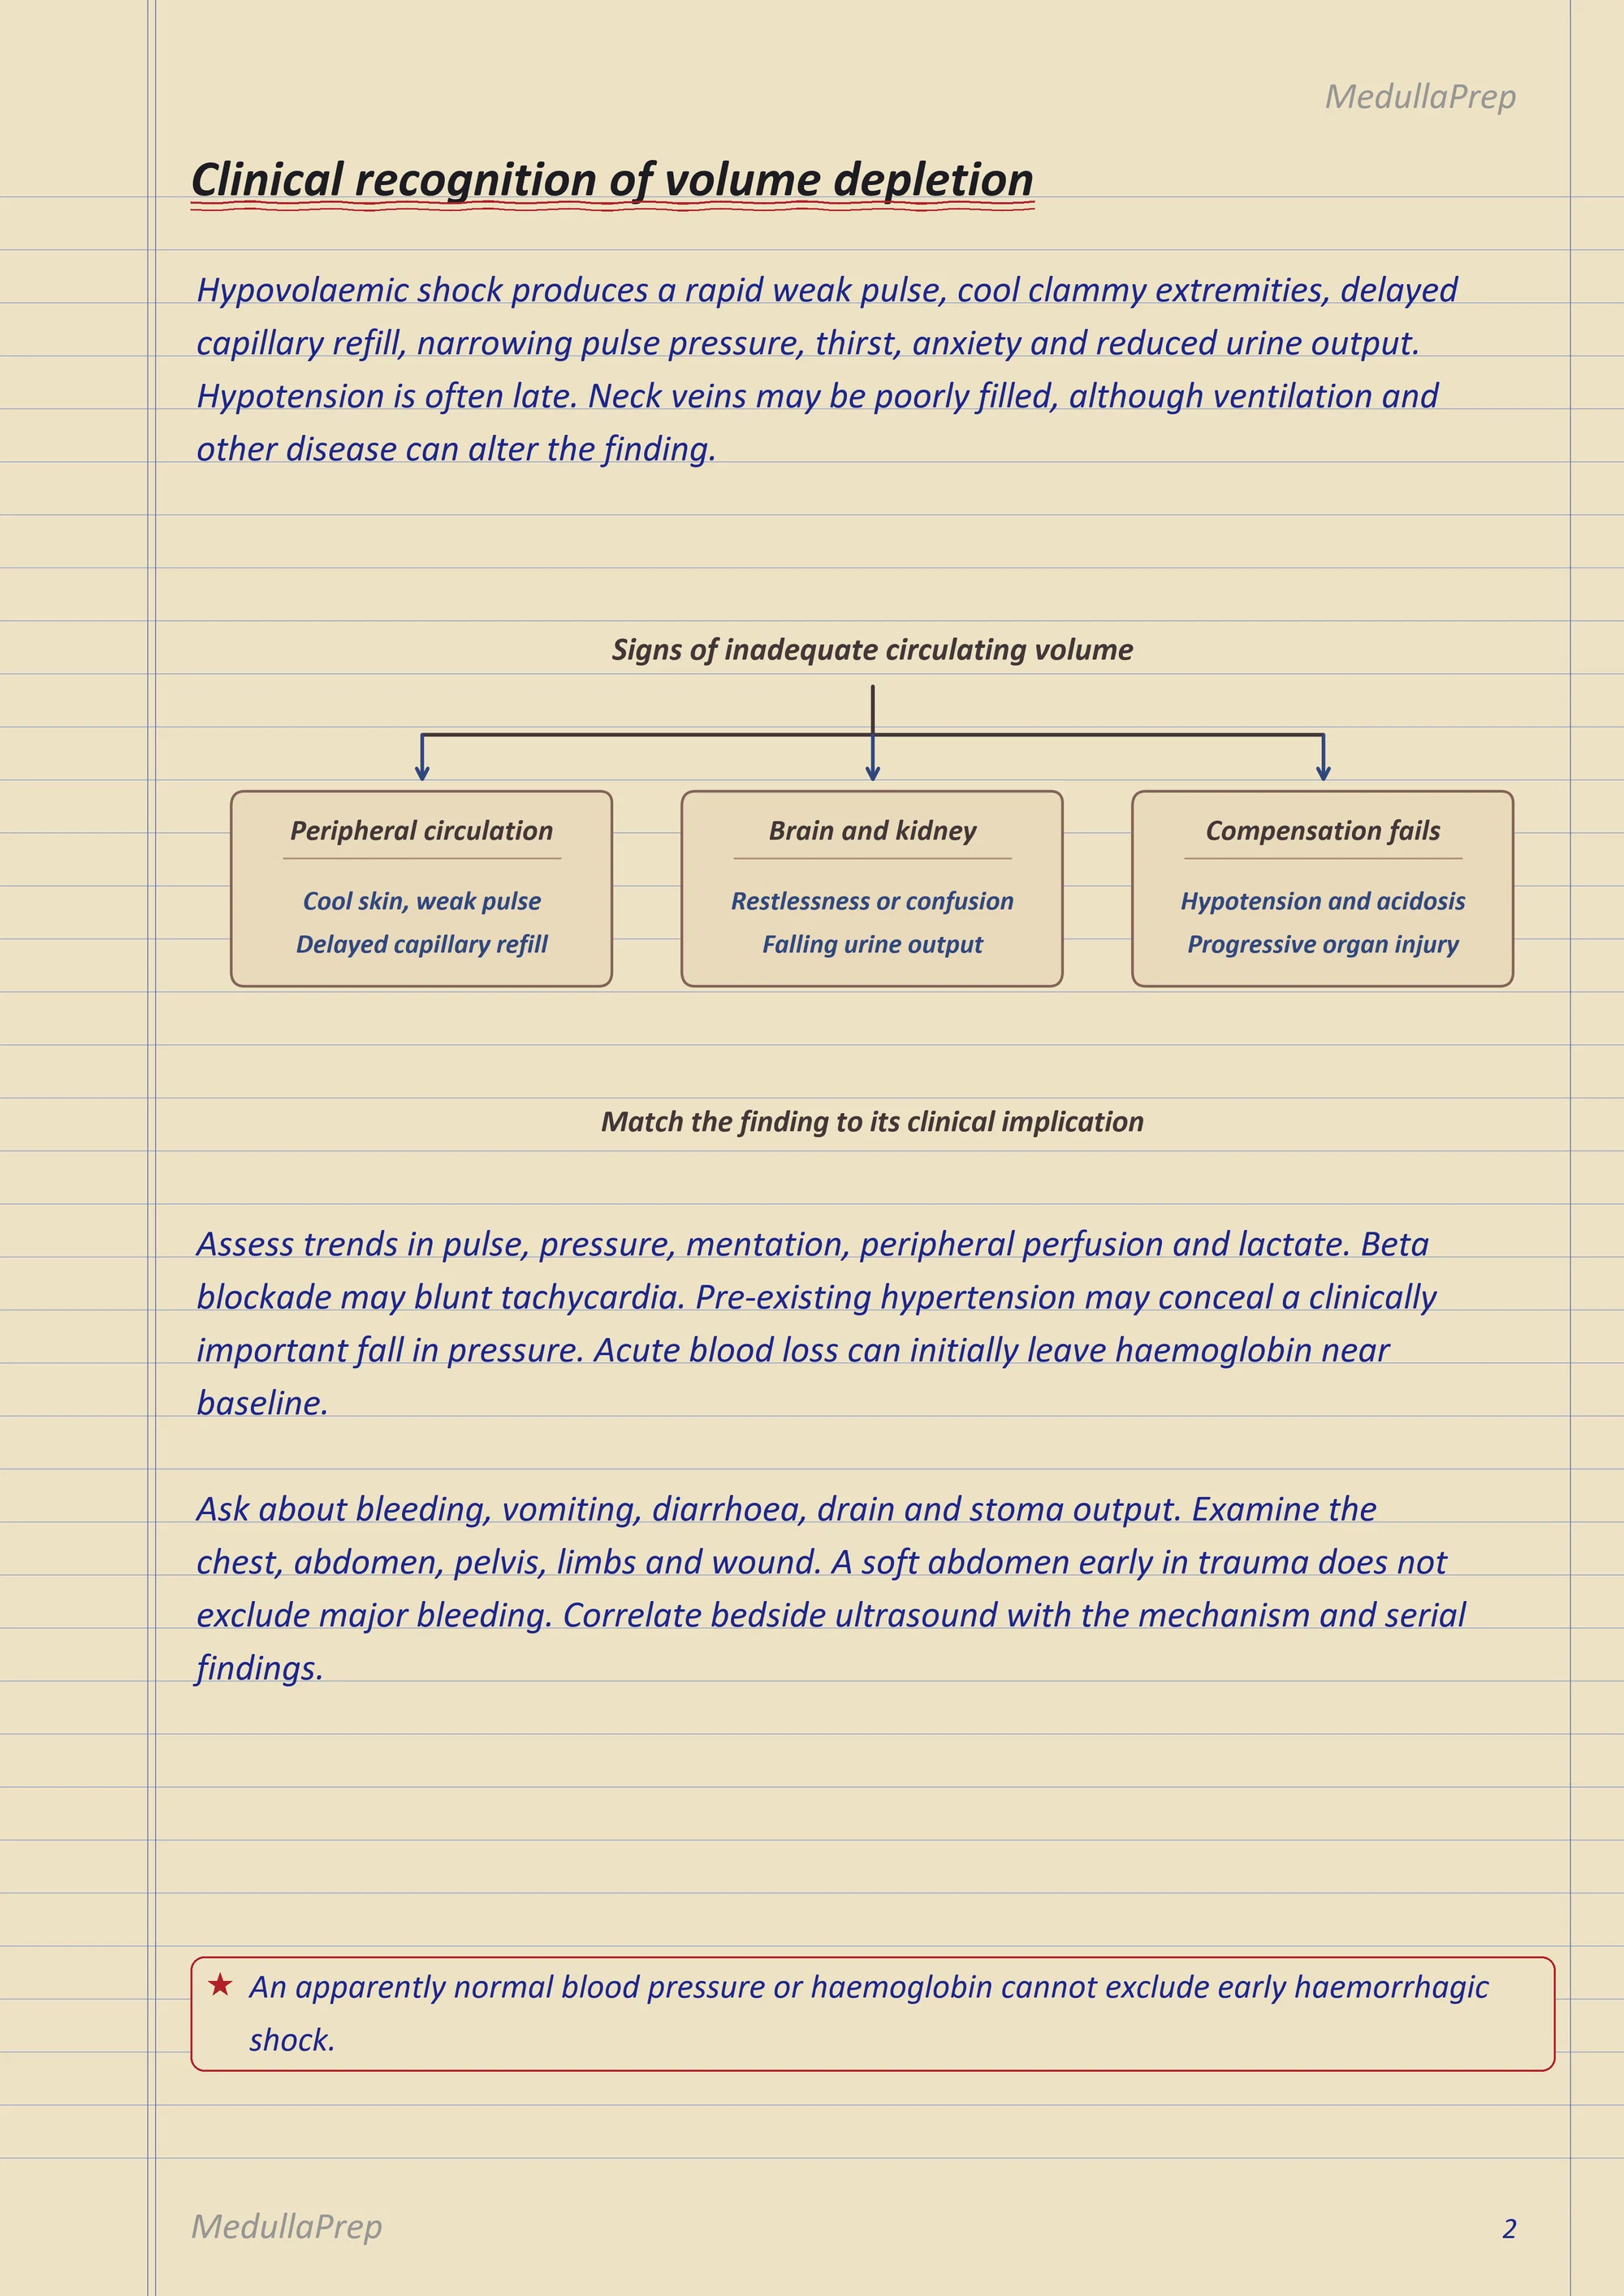 MedullaPrep
Clinical recognition of volume depletion
Hypovolaemic shock produces a rapid weak pulse, cool clammy extremities, delayed
capillary refill, narrowing pulse pressure, thirst, anxiety and reduced urine output.
Hypotension is often late. Neck veins may be poorly filled, although ventilation and
other disease can alter the finding.
Signs of inadequate circulating volume
Peripheral circulation
Cool skin, weak pulse
Delayed capillary refill
Brain and kidney
Restlessness or confusion
Falling urine output
Compensation fails
Hypotension and acidosis
Progressive organ injury
Match the finding to its clinical implication
Assess trends in pulse, pressure, mentation, peripheral perfusion and lactate. Beta
blockade may blunt tachycardia. Pre-existing hypertension may conceal a clinically
important fall in pressure. Acute blood loss can initially leave haemoglobin near
baseline.
Ask about bleeding, vomiting, diarrhoea, drain and stoma output. Examine the
chest, abdomen, pelvis, limbs and wound. A soft abdomen early in trauma does not
exclude major bleeding. Correlate bedside ultrasound with the mechanism and serial
findings.
★ An apparently normal blood pressure or haemoglobin cannot exclude early haemorrhagic
shock.
MedullaPrep
2